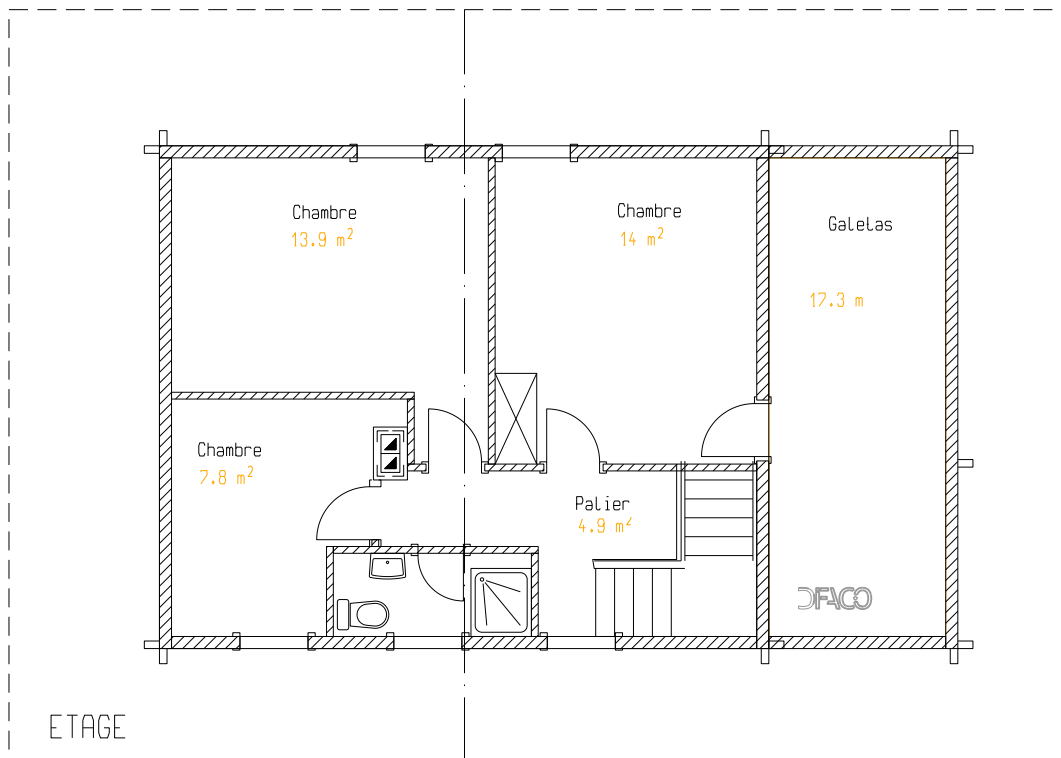 Chambre
13.9 m²
Chambre
14 m²
Galetas
17.3 m
Chambre
7.8 m²
Palier
4.9 m²
ETAGE